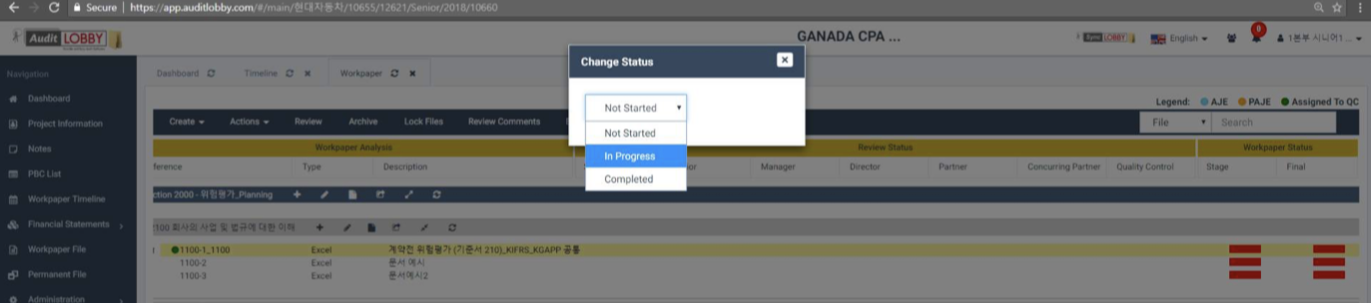 Secure | https://app.auditlobby.com/#/main/현대자동차/10655/12621/Senior/2018/10660
Audit LOBBY
GANADA CPA ...
Sync LOBBY
English
0
1본부 시니어1 ...
Navigation
Dashboard
Timeline
Workpaper
Change Status
Dashboard
Project Information
Notes
PBC List
Workpaper Timeline
Financial Statements
Workpaper File
Permanent File
Administration
Legend: AJE PAJE Assigned To QC
Create Actions Review Archive Lock Files Review Comments
File Search
Not Started
Not Started
In Progress
Completed
Workpaper Analysis Review Status Workpaper Status
ference Type Description ior Manager Director Partner Concurring Partner Quality Control Stage Final
ction 2000 - 위험평가_Planning
100 회사의 사업 및 법규에 대한 이해
1100-1_1100 Excel 계약전 위험평가 (기준서 210)_KIFRS_KGAPP 공통
1100-2 Excel 문서 예시
1100-3 Excel 문서예시2